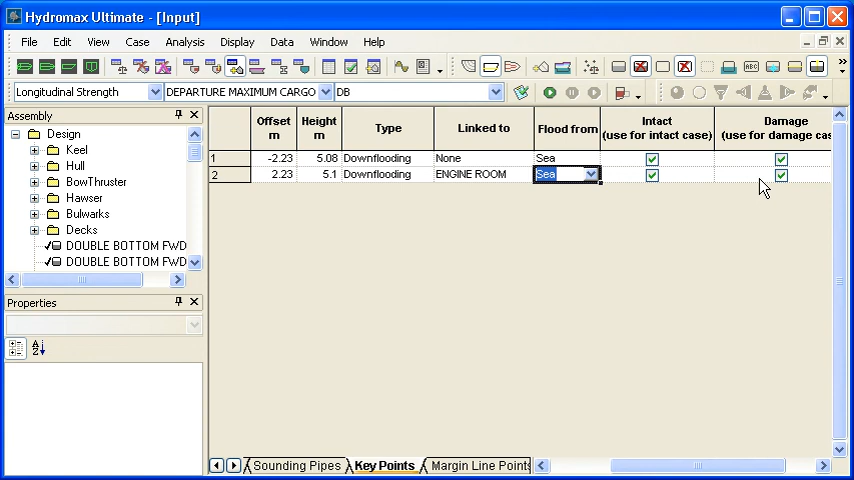 Hydromax Ultimate - [Input]
File Edit View Case Analysis Display Data Window Help
ABC
Longitudinal Strength DEPARTURE MAXIMUM CARGO DB
Assembly
Design
Keel
Hull
BowThruster
Hawser
Bulwarks
Decks
DOUBLE BOTTOM FWD
DOUBLE BOTTOM FWD
Properties
A
Z
Offset m Height m Type Linked to Flood from Intact (use for intact case) Damage (use for damage cas
1 -2.23 5.08 Downflooding None Sea
2 2.23 5.1 Downflooding ENGINE ROOM Sea
Sounding Pipes Key Points Margin Line Points